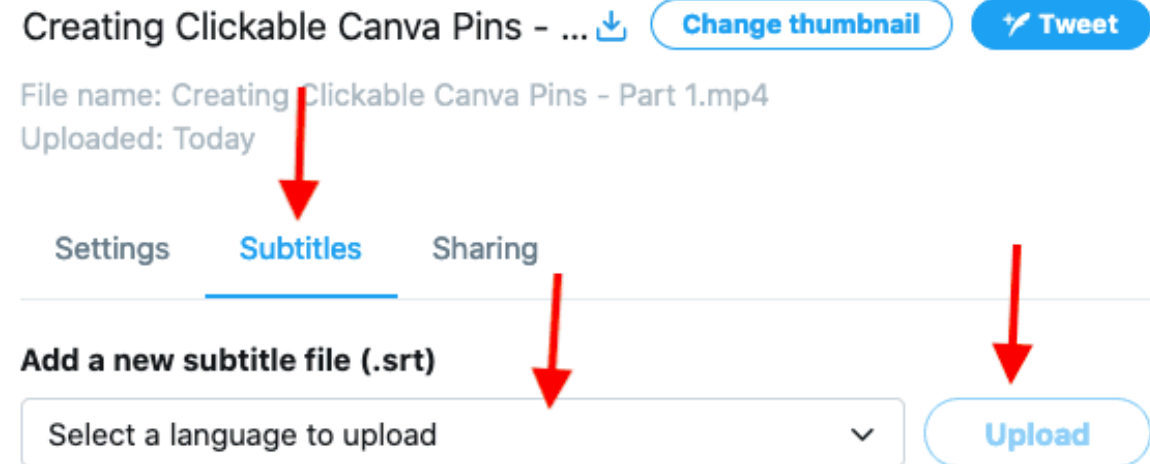 Creating Clickable Canva Pins - ... Change thumbnail Tweet
File name: Creating Clickable Canva Pins - Part 1.mp4
Uploaded: Today
Settings Subtitles Sharing
Add a new subtitle file (.srt)
Select a language to upload Upload